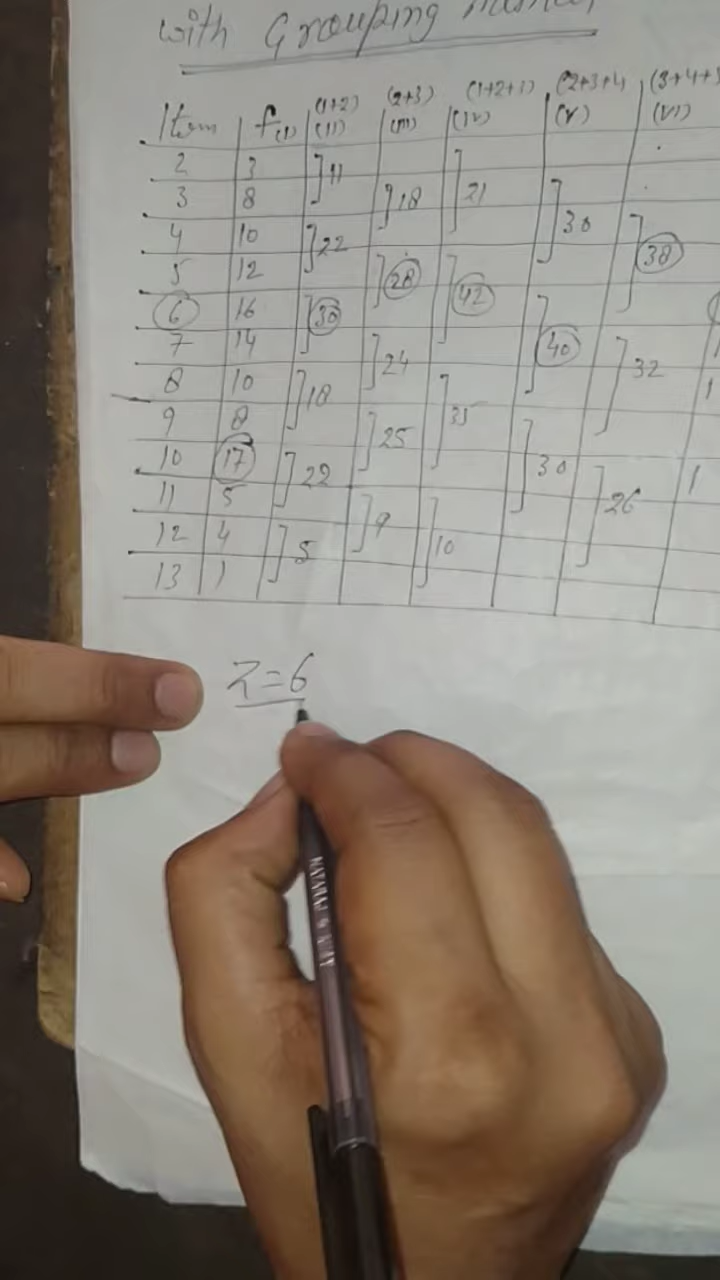 with Grouping
Item f(1) (1+2) (II) (2+3) (III) (1+2+3) (IV) (2+3+4 (V) (3+4+5 (VI)
2 3 11
3 8 18 21
4 10 22 30
5 12 28 38
6 16 30 42
7 14 24 40
8 10 18 32
9 8 25 35
10 17 22 30
11 5 26
12 4 5 9 10
13 1
Z=6